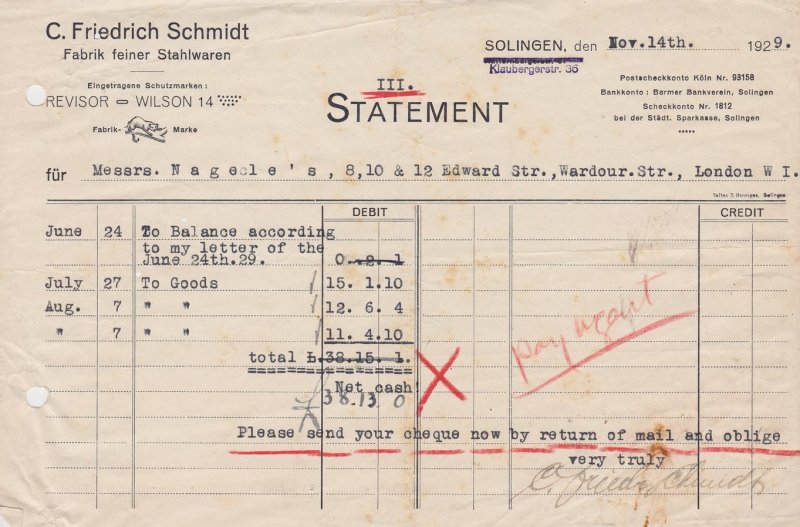 C. Friedrich Schmidt
Fabrik feiner Stahlwaren
Eingetragene Schutzmarken:
REVISOR — WILSON 14
Fabrik- Marke
SOLINGEN, den Nov.14th. 1929.
Klaubergerstr. 36
III.
STATEMENT
Postscheckkonto Köln Nr. 93158
Bankkonto: Barmer Bankverein, Solingen
Scheckkonto Nr. 1812
bei der Städt. Sparkasse, Solingen
für Messrs. N a g e e l e ' s , 8,10 & 12 Edward Str.,Wardour.Str., London W I.
Solingen.
DEBIT CREDIT
June 24 To Balance according
to my letter of the
June 24th.29. 0.-2. 1
July 27 To Goods 15. 1.10
Aug. 7 " " 12. 6. 4
" 7 " " 11. 4.10
total L.38.15. 1.
Net cash
38.13 0
pay urgent
Please send your cheque now by return of mail and oblige
very truly
C. Friedr. Schmidt